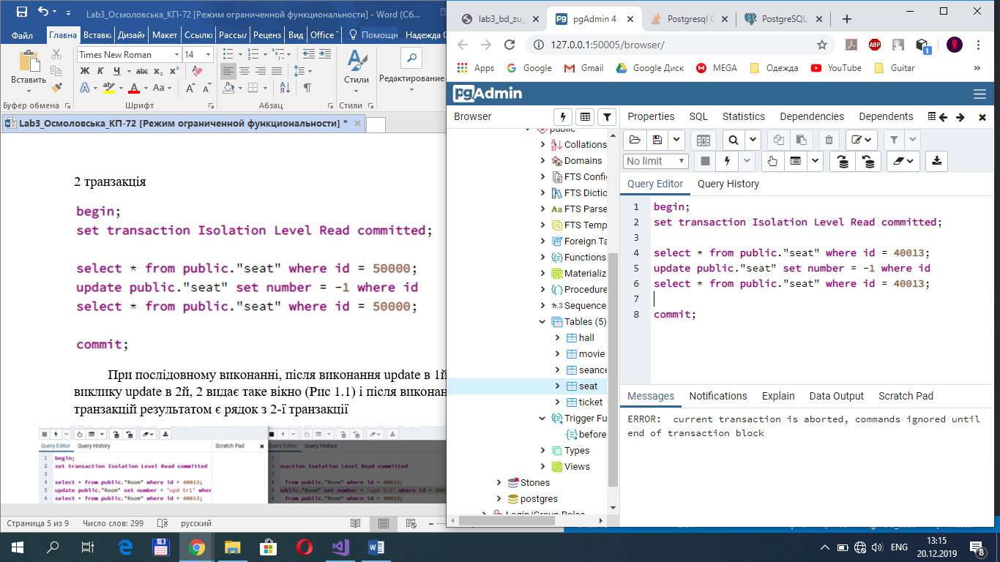 Lab3_Осмоловська_КП-72 [Режим ограниченной функциональности] - Word (Сб...
Файл Главна Вставка Дизайн Макет Ссылки Рассыл Реценз Вид Office Помощн Надежда О
Times New Roman 14
Вставить
Ж К Ч abc x₂ x²
Стили
Редактирование
Aa
Буфер обмена Шрифт Абзац Стили
Lab3_Осмоловська_КП-72 [Режим ограниченной функциональности] *
2 транзакція
begin;
set transaction Isolation Level Read committed;
select * from public."seat" where id = 50000;
update public."seat" set number = -1 where id
select * from public."seat" where id = 50000;
commit;
При послідовному виконанні, після виконання update в 1й
виклику update в 2й, 2 видає таке вікно (Рис 1.1) і після виконан
транзакцій результатом є рядок з 2-ї транзакції
Query Editor Query History Scratch Pad
1 begin;
2 set transaction Isolation Level Read committed
3
4 select * from public."Room" where id = 40013;
5 update public."Room" set number = 'upd tr1' wher
6 select * from public."Room" where id = 40013;
Editor Query History
nsaction Isolation Level Read committed
* from public."Room" where id = 40013;
public."Room" set number = 'upd tr2' where id = 400
* from public."Room" where id = 40013;
Страница 5 из 9 Число слов: 299 русский
lab3_bd_zu_ pgAdmin 4 Postgresql PostgreSQL:
127.0.0.1:50005/browser/
ABP
1
Apps Google Gmail Google Диск MEGA Одежда YouTube Guitar »
pgAdmin
Browser
public
Collations
Domains
FTS Confi
FTS Dictio
FTS Parse
FTS Temp
Foreign Ta
Functions
Materializ
Procedure
Sequence
Tables (5)
hall
movie
seance
seat
ticket
Trigger Fu
before
Types
Views
Stones
postgres
Login/Group Roles
Properties SQL Statistics Dependencies Dependents
No limit
Query Editor Query History
1 begin;
2 set transaction Isolation Level Read committed;
3
4 select * from public."seat" where id = 40013;
5 update public."seat" set number = -1 where id
6 select * from public."seat" where id = 40013;
7
8 commit;
Messages Notifications Explain Data Output Scratch Pad
ERROR: current transaction is aborted, commands ignored until
end of transaction block
ENG
13:15
20.12.2019
8